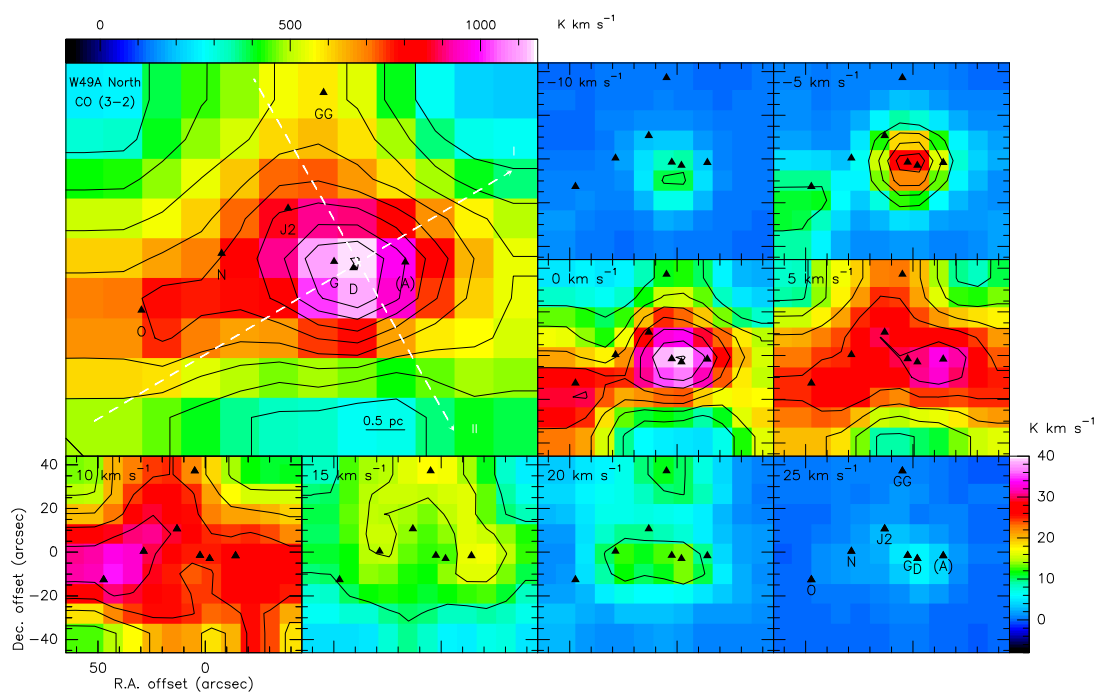 0 500 1000 K km s⁻¹
W49A North
CO (3−2)
GG
I
J2
N
G
D
(A)
O
0.5 pc
II
−10 km s⁻¹
−5 km s⁻¹
0 km s⁻¹
5 km s⁻¹
K km s⁻¹
10 km s⁻¹
15 km s⁻¹
20 km s⁻¹
25 km s⁻¹
GG
J2
N
G
D
(A)
O
40
30
20
10
0
40
20
0
−20
−40
Dec. offset (arcsec)
50 0
R.A. offset (arcsec)